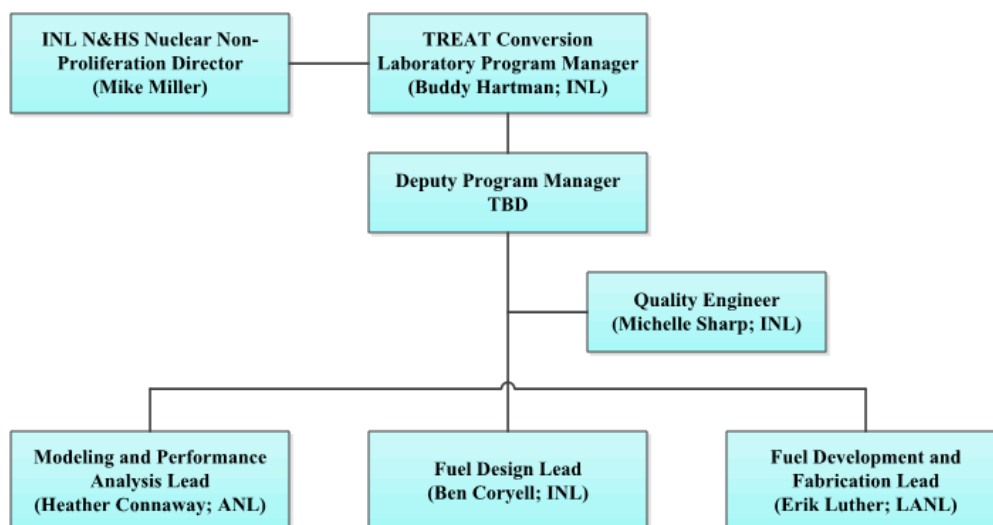 INL N&HS Nuclear Non-
Proliferation Director
(Mike Miller)
TREAT Conversion
Laboratory Program Manager
(Buddy Hartman; INL)
Deputy Program Manager
TBD
Quality Engineer
(Michelle Sharp; INL)
Modeling and Performance
Analysis Lead
(Heather Connaway; ANL)
Fuel Design Lead
(Ben Coryell; INL)
Fuel Development and
Fabrication Lead
(Erik Luther; LANL)